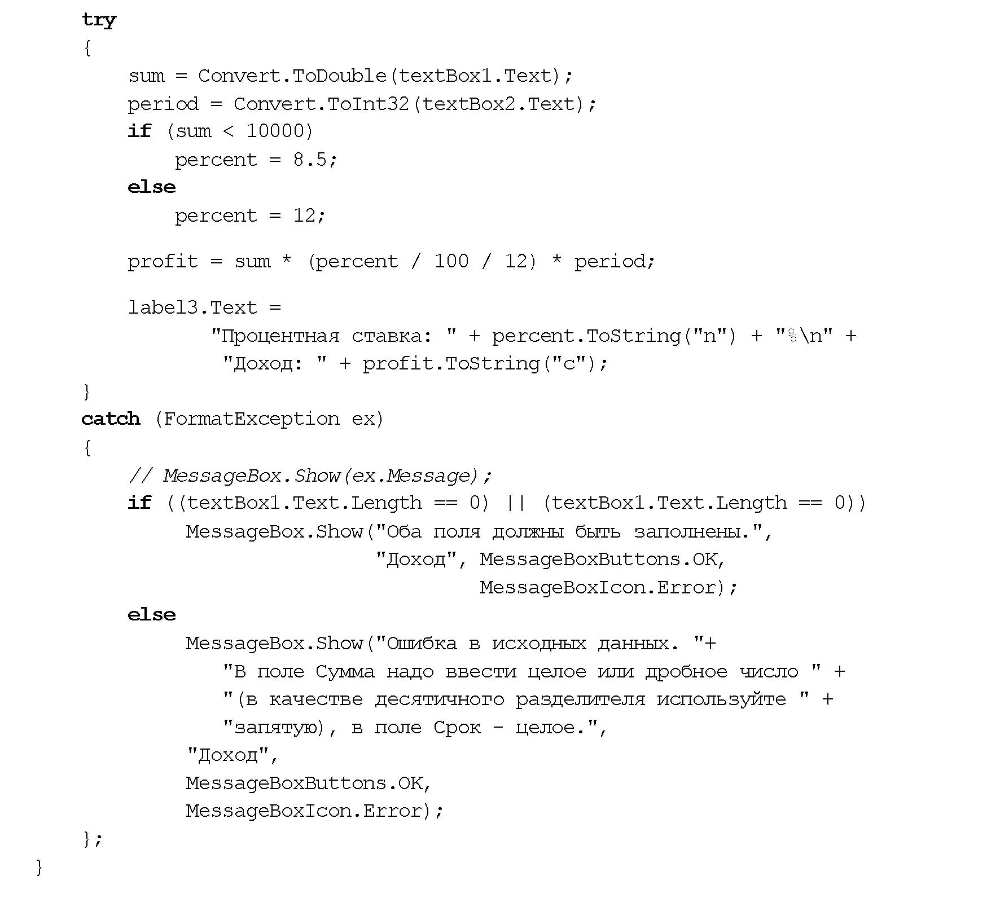 try
{
sum = Convert.ToDouble(textBox1.Text);
period = Convert.ToInt32(textBox2.Text);
if (sum < 10000)
percent = 8.5;
else
percent = 12;
profit = sum * (percent / 100 / 12) * period;
label3.Text =
"Процентная ставка: " + percent.ToString("n") + "%\n" +
"Доход: " + profit.ToString("c");
}
catch (FormatException ex)
{
// MessageBox.Show(ex.Message);
if ((textBox1.Text.Length == 0) || (textBox1.Text.Length == 0))
MessageBox.Show("Оба поля должны быть заполнены.",
"Доход", MessageBoxButtons.OK,
MessageBoxIcon.Error);
else
MessageBox.Show("Ошибка в исходных данных. "+
"В поле Сумма надо ввести целое или дробное число " +
"(в качестве десятичного разделителя используйте " +
"запятую), в поле Срок - целое.",
"Доход",
MessageBoxButtons.OK,
MessageBoxIcon.Error);
};
}